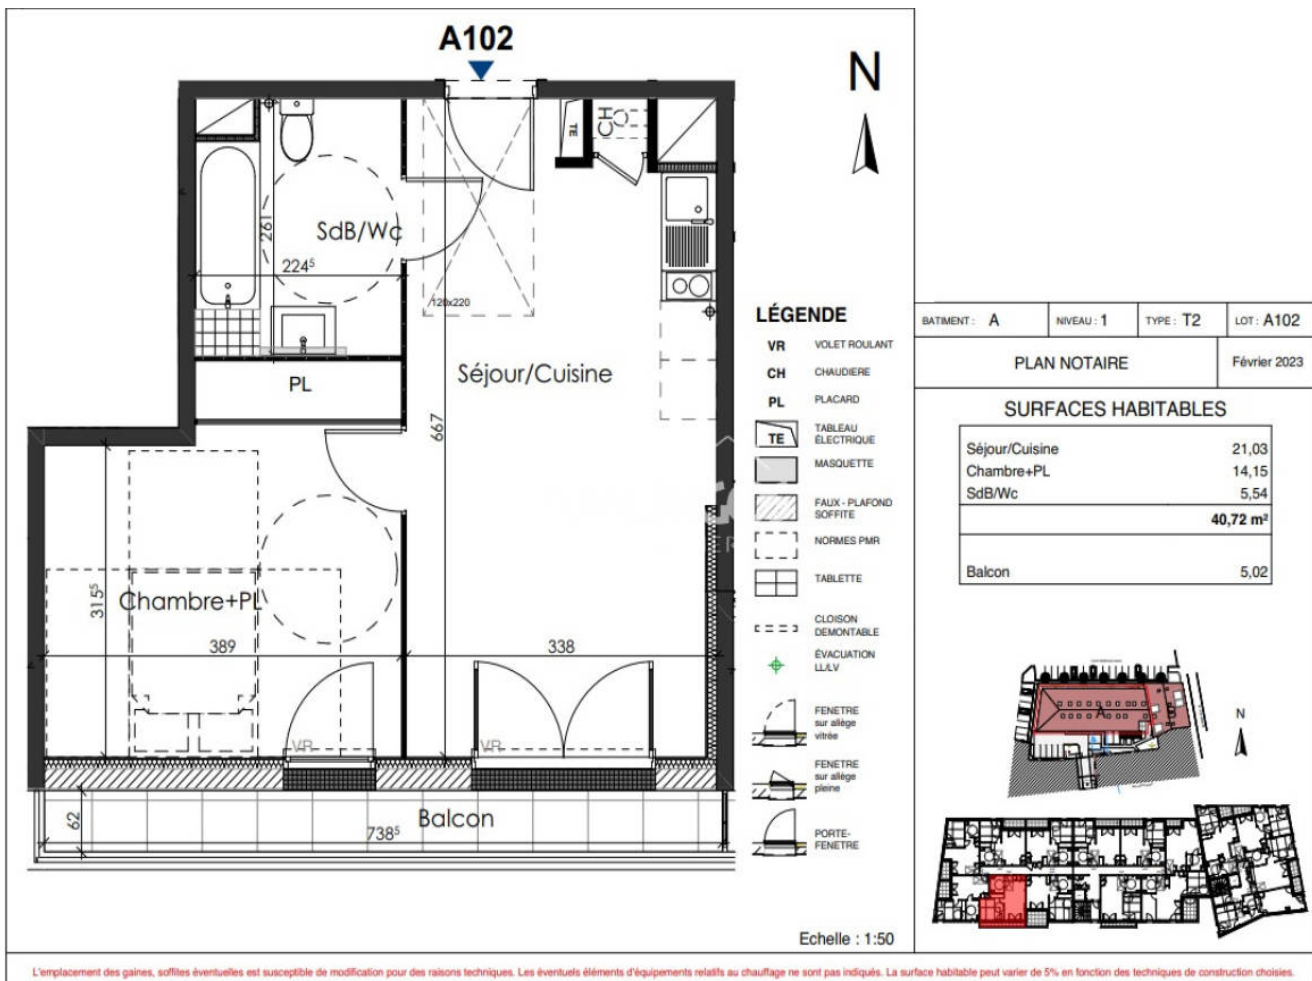 A102
N
CH
TE
SdB/Wc
261
224⁵
120x220
PL
Séjour/Cuisine
667
315⁵
Chambre+PL
389
338
VR
VR
Balcon
62
738⁵
LÉGENDE
VR VOLET ROULANT
CH CHAUDIERE
PL PLACARD
TE TABLEAU
ÉLECTRIQUE
MASQUETTE
FAUX - PLAFOND
SOFFITE
NORMES PMR
TABLETTE
CLOISON
DEMONTABLE
ÉVACUATION
LL/LV
FENETRE
sur allège
vitrée
FENETRE
sur allège
pleine
PORTE-
FENETRE
Echelle : 1:50
BATIMENT : A NIVEAU : 1 TYPE : T2 LOT : A102
PLAN NOTAIRE Février 2023
SURFACES HABITABLES
Séjour/Cuisine 21,03
Chambre+PL 14,15
SdB/Wc 5,54
40,72 m²
Balcon 5,02
A
N
L'emplacement des gaines, soffites éventuelles est susceptible de modification pour des raisons techniques. Les éventuels éléments d'équipements relatifs au chauffage ne sont pas indiqués. La surface habitable peut varier de 5% en fonction des techniques de construction choisies.